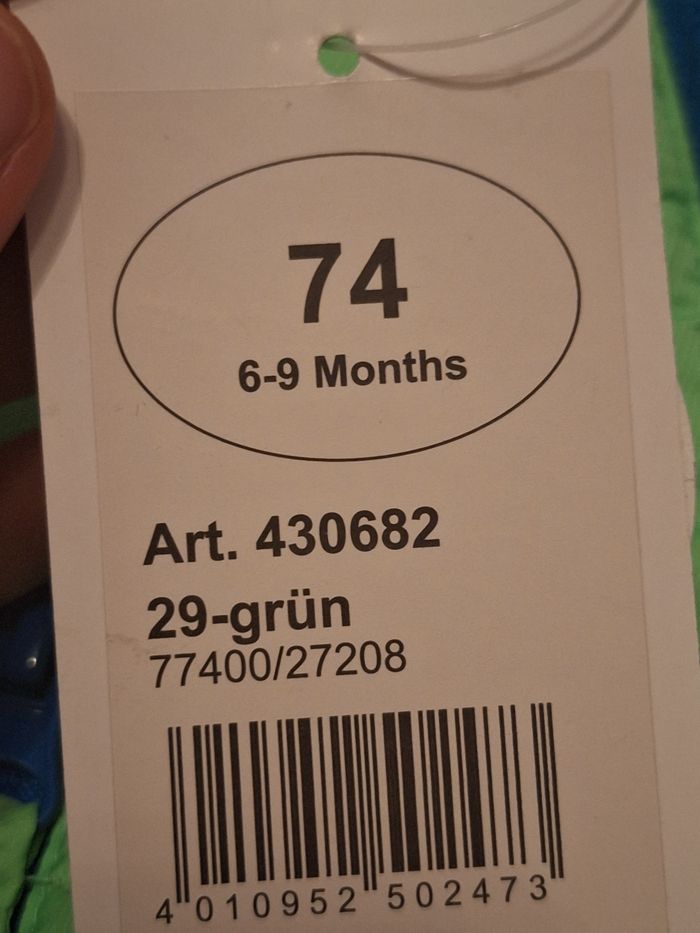 74
6-9 Months
Art. 430682
29-grün
77400/27208
4 010952 502473